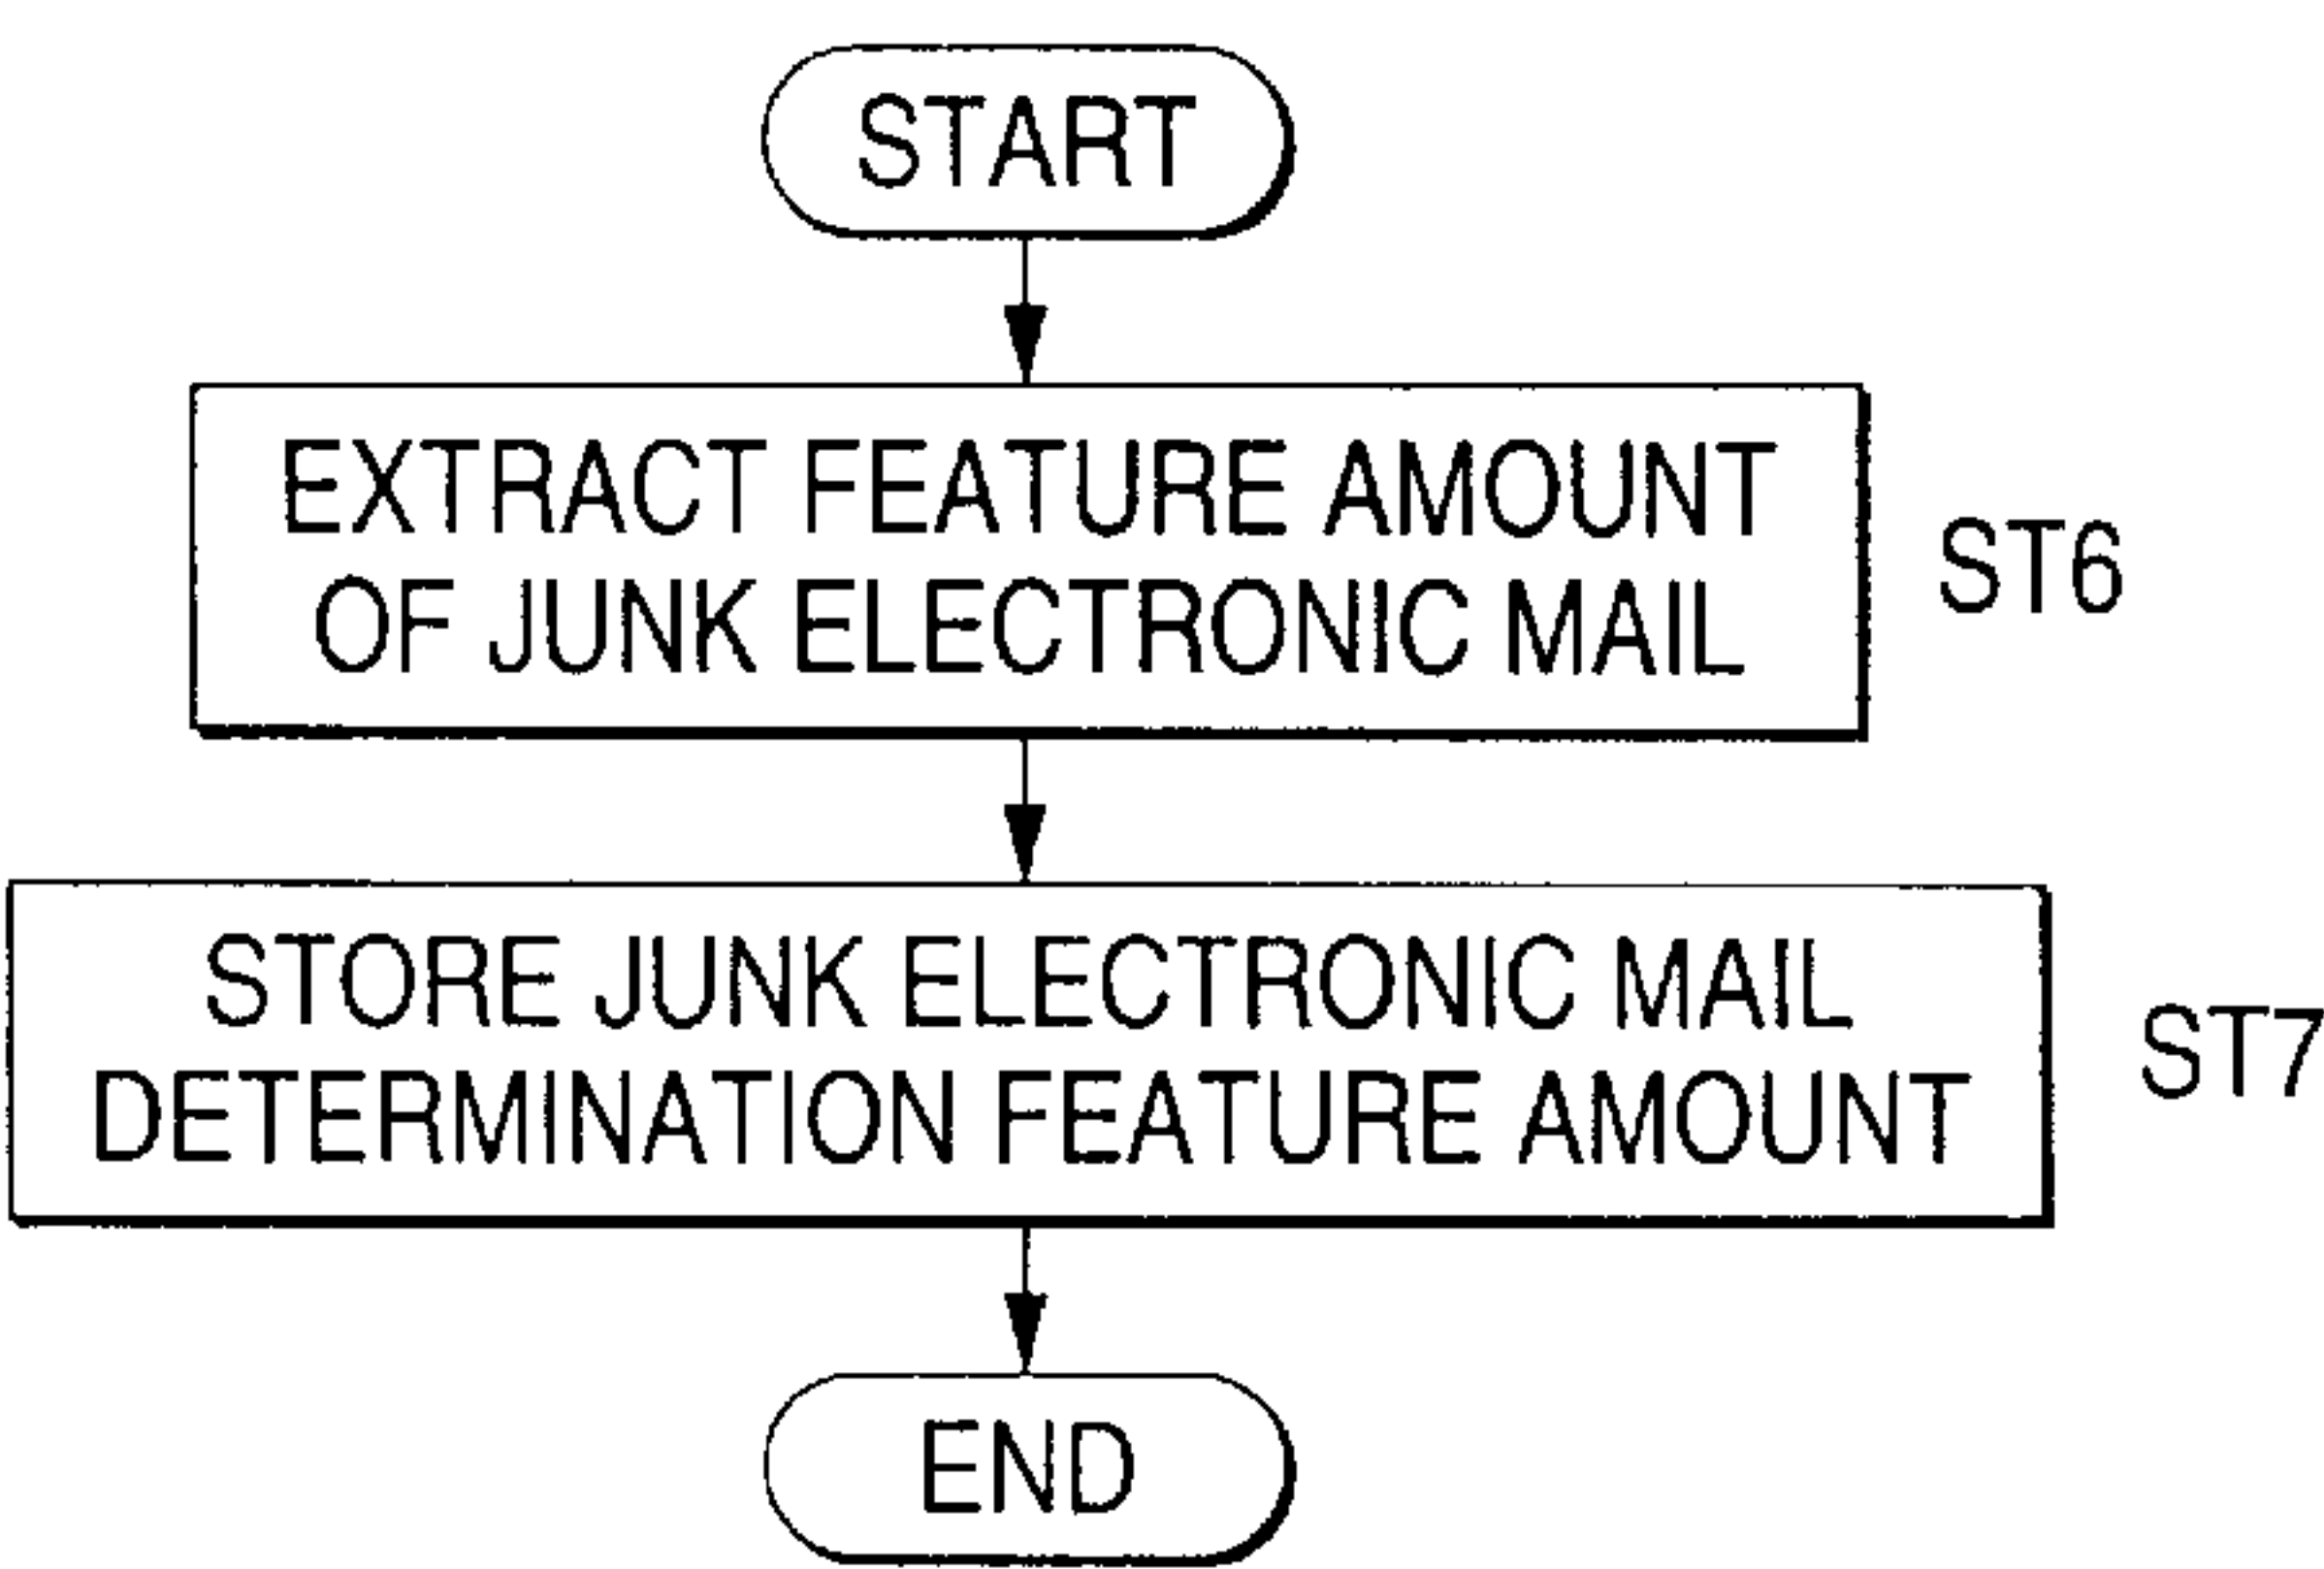 START
EXTRACT FEATURE AMOUNT
OF JUNK ELECTRONIC MAIL
ST6
STORE JUNK ELECTRONIC MAIL
DETERMINATION FEATURE AMOUNT
ST7
END